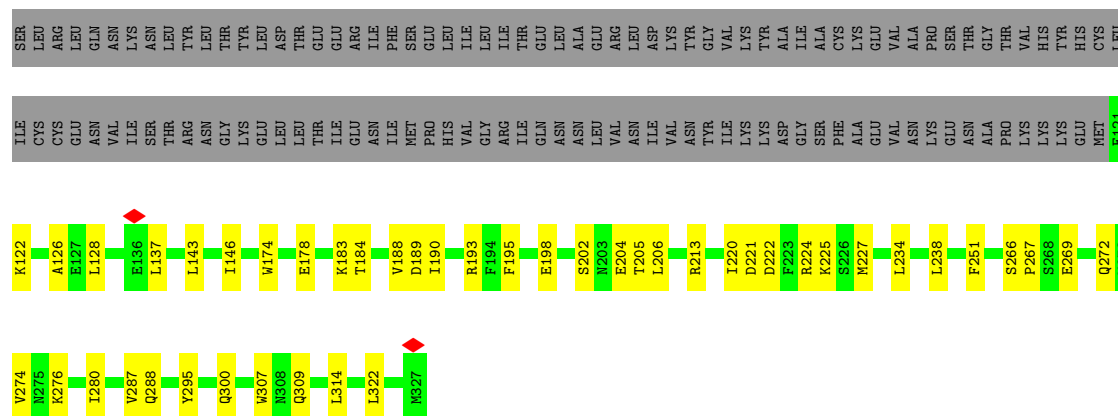 SER LEU ARG LEU GLN ASN LYS ASN LEU TYR LEU THR TYR LEU ASP THR GLU GLU ARG ILE PHE SER GLU LEU ILE LEU ILE THR GLU LEU ALA GLU ARG LEU ASP LYS TYR GLY VAL LYS LYS TYR ALA ILE ALA CYS LYS GLU VAL ALA PRO SER THR GLY THR VAL HIS TYR HIS CYS LEU
ILE CYS CYS GLU ASN VAL ILE SER THR ARG ASN GLY LYS GLU LEU LEU THR ILE GLU ASN ILE MET PRO HIS VAL GLY ARG ILE GLN ASN ASN LEU VAL ASN ILE VAL ASN TYR ILE LYS LYS ASP GLY SER PHE ALA GLU VAL ASN LYS GLU ASN ALA PRO LYS LYS LYS GLU MET
K122 A126 E127 L128 E136 L137 L143 I146 W174 E178 K183 T184 V188 D189 I190 R193 F194 F195 E198 S202 N203 E204 T205 L206 R213 I220 D221 D222 F223 R224 K225 S226 M227 L234 L238 F251 S266 P267 S268 E269 Q272
V274 N275 K276 I280 V287 Q288 Y295 Q300 W307 N308 Q309 L314 L322 M327